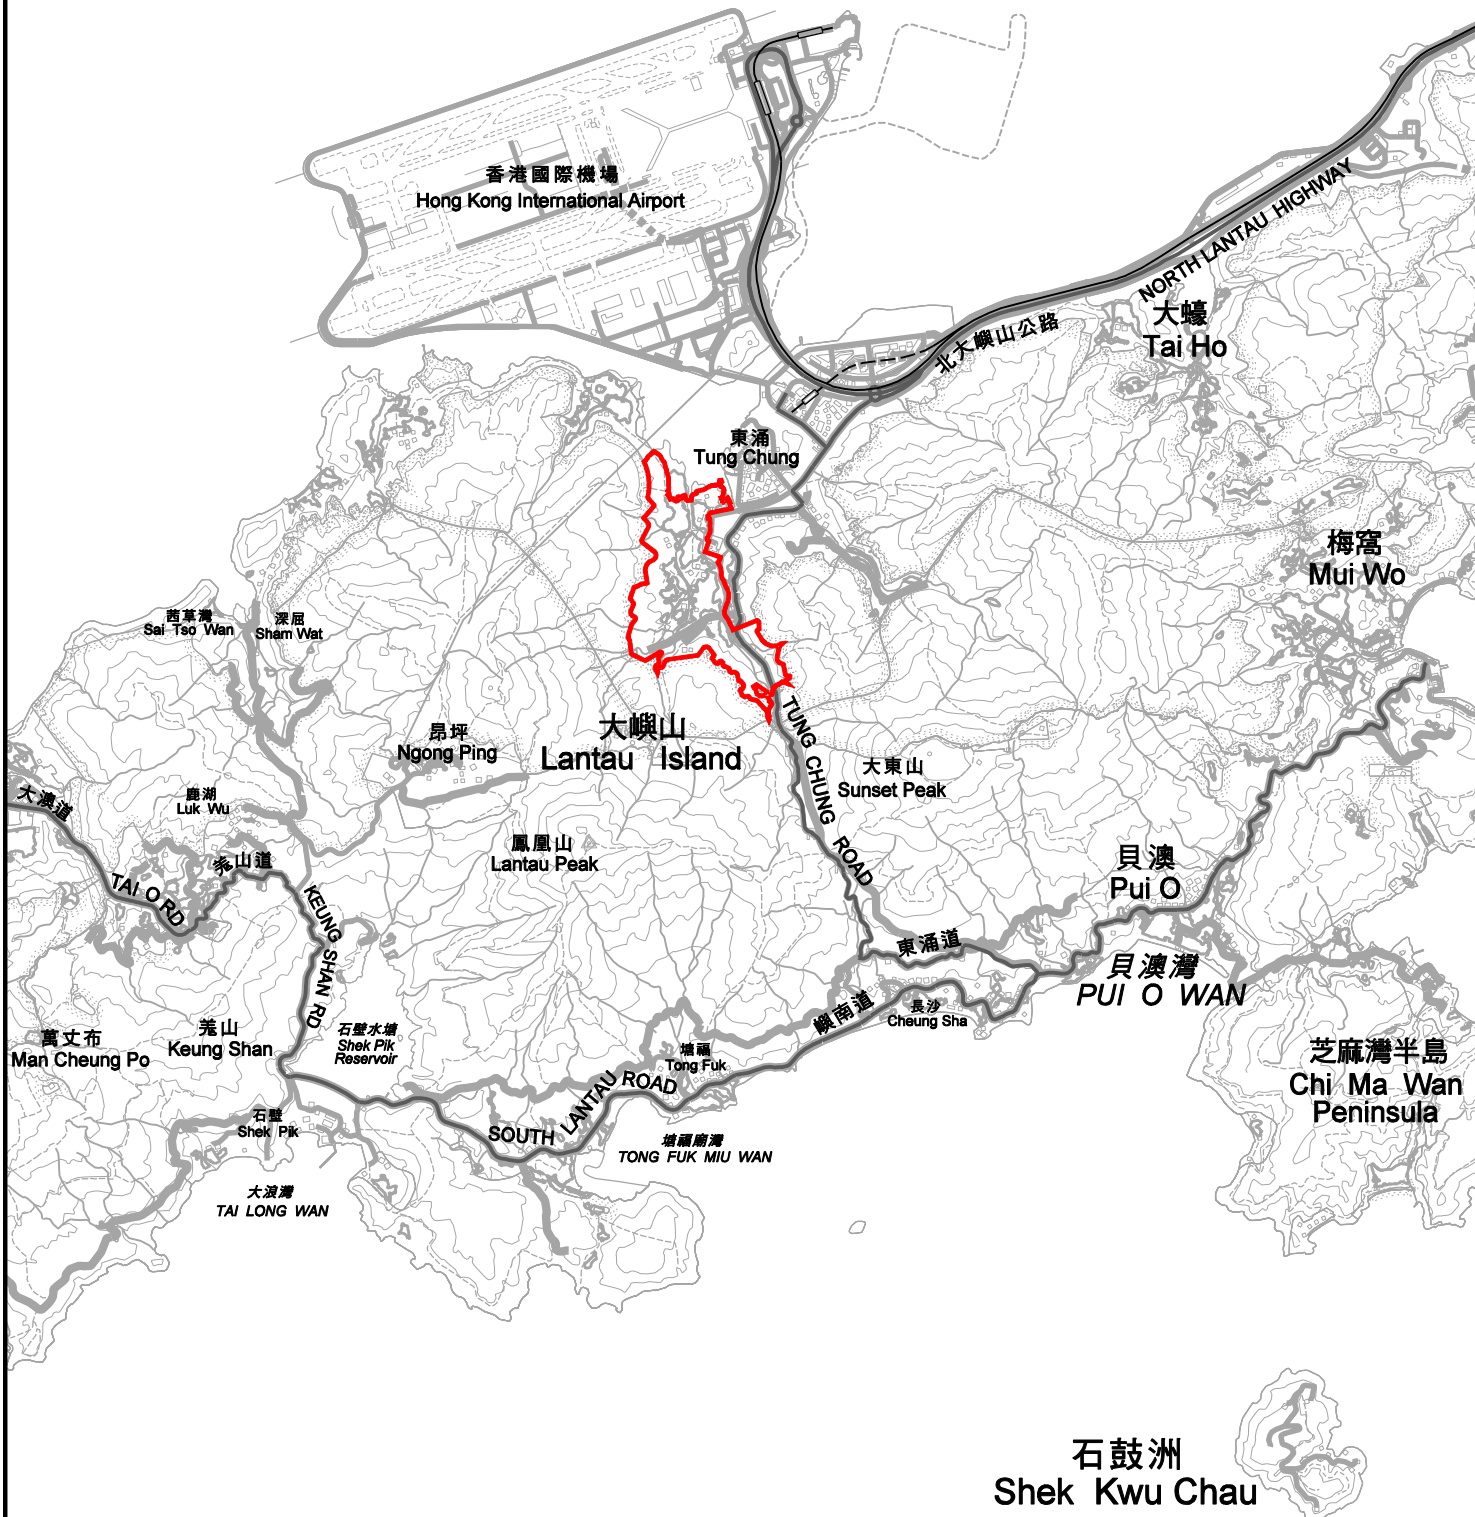 香港國際機場
Hong Kong International Airport
NORTH LANTAU HIGHWAY
北大嶼山公路
大蠔
Tai Ho
東涌
Tung Chung
梅窩
Mui Wo
茜草灣
Sai Tso Wan
深屈
Sham Wat
昂坪
Ngong Ping
大嶼山
Lantau Island
TUNG CHUNG ROAD
大東山
Sunset Peak
大澳道
TAI O RD
鹿湖
Luk Wu
羗山道
KEUNG SHAN RD
鳳凰山
Lantau Peak
貝澳
Pui O
東涌道
貝澳灣
PUI O WAN
嶼南道
長沙
Cheung Sha
萬丈布
Man Cheung Po
羗山
Keung Shan
石壁水塘
Shek Pik
Reservoir
塘福
Tong Fuk
SOUTH LANTAU ROAD
芝麻灣半島
Chi Ma Wan
Peninsula
石壁
Shek Pik
塘福廟灣
TONG FUK MIU WAN
大浪灣
TAI LONG WAN
石鼓洲
Shek Kwu Chau